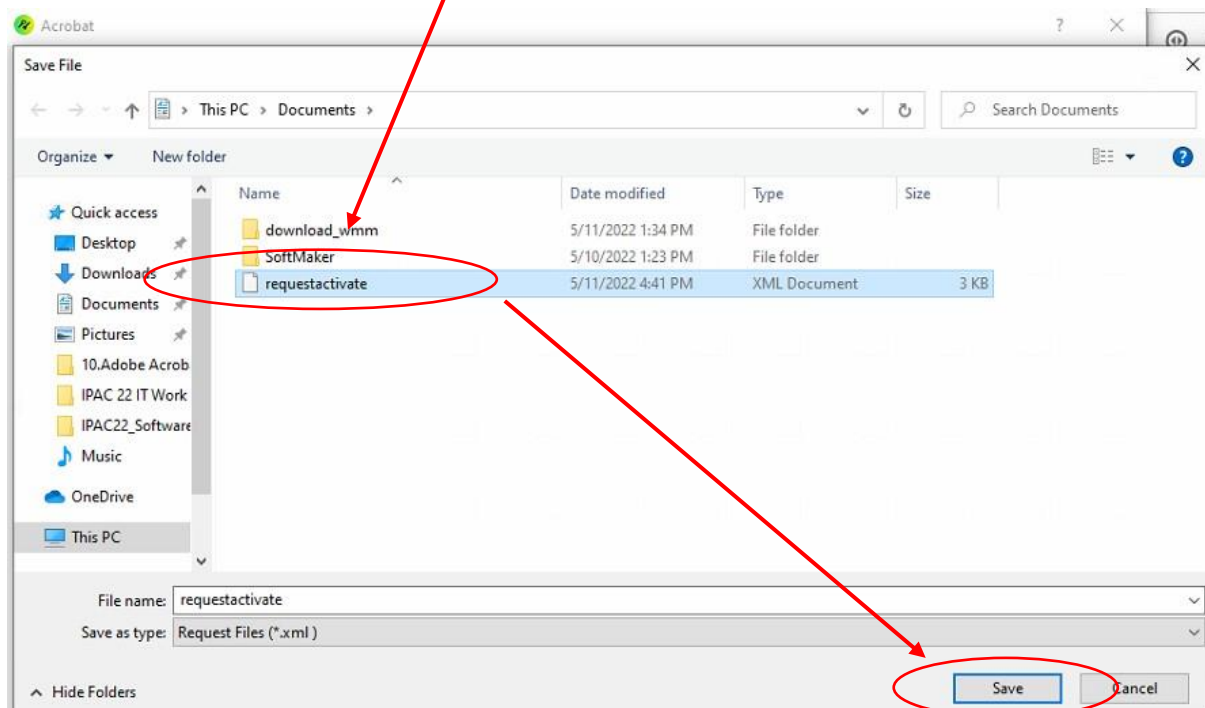 Acrobat ?
Save File
This PC > Documents >
Search Documents
Organize New folder
Name Date modified Type Size
Quick access
Desktop
Downloads
Documents
Pictures
10.Adobe Acrob
IPAC 22 IT Work
IPAC22_Software
Music
OneDrive
This PC
download_wmm 5/11/2022 1:34 PM File folder
SoftMaker 5/10/2022 1:23 PM File folder
requestactivate 5/11/2022 4:41 PM XML Document 3 KB
File name: requestactivate
Save as type: Request Files (*.xml )
Hide Folders
Save Cancel